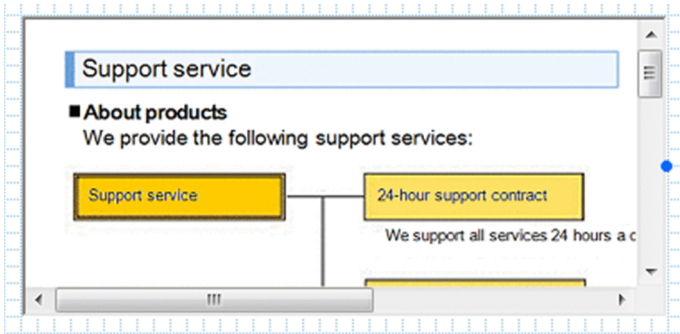 Support service
■About products
We provide the following support services:
Support service
24-hour support contract
We support all services 24 hours a